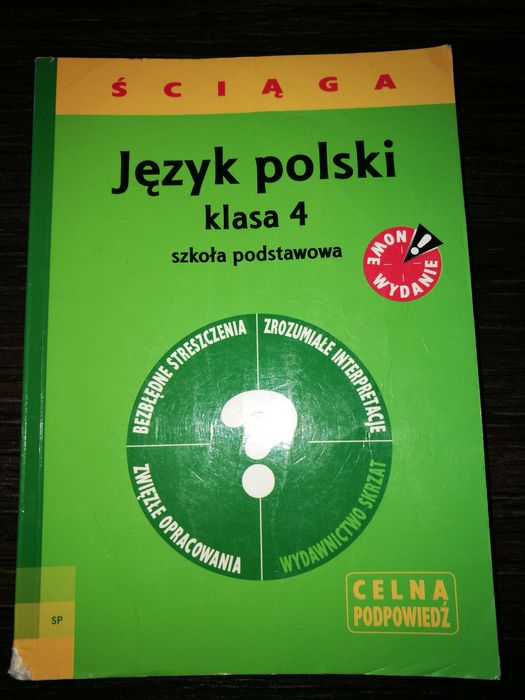 ŚCIĄGA
Język polski
klasa 4
szkoła podstawowa
NOWE WYDANIE!
BEZBŁĘDNE STRESZCZENIA
ZROZUMIAŁE INTERPRETACJE
?
ZWIĘZŁE OPRACOWANIA
WYDAWNICTWO SKRZAT
CELNA
PODPOWIEDŹ
SP